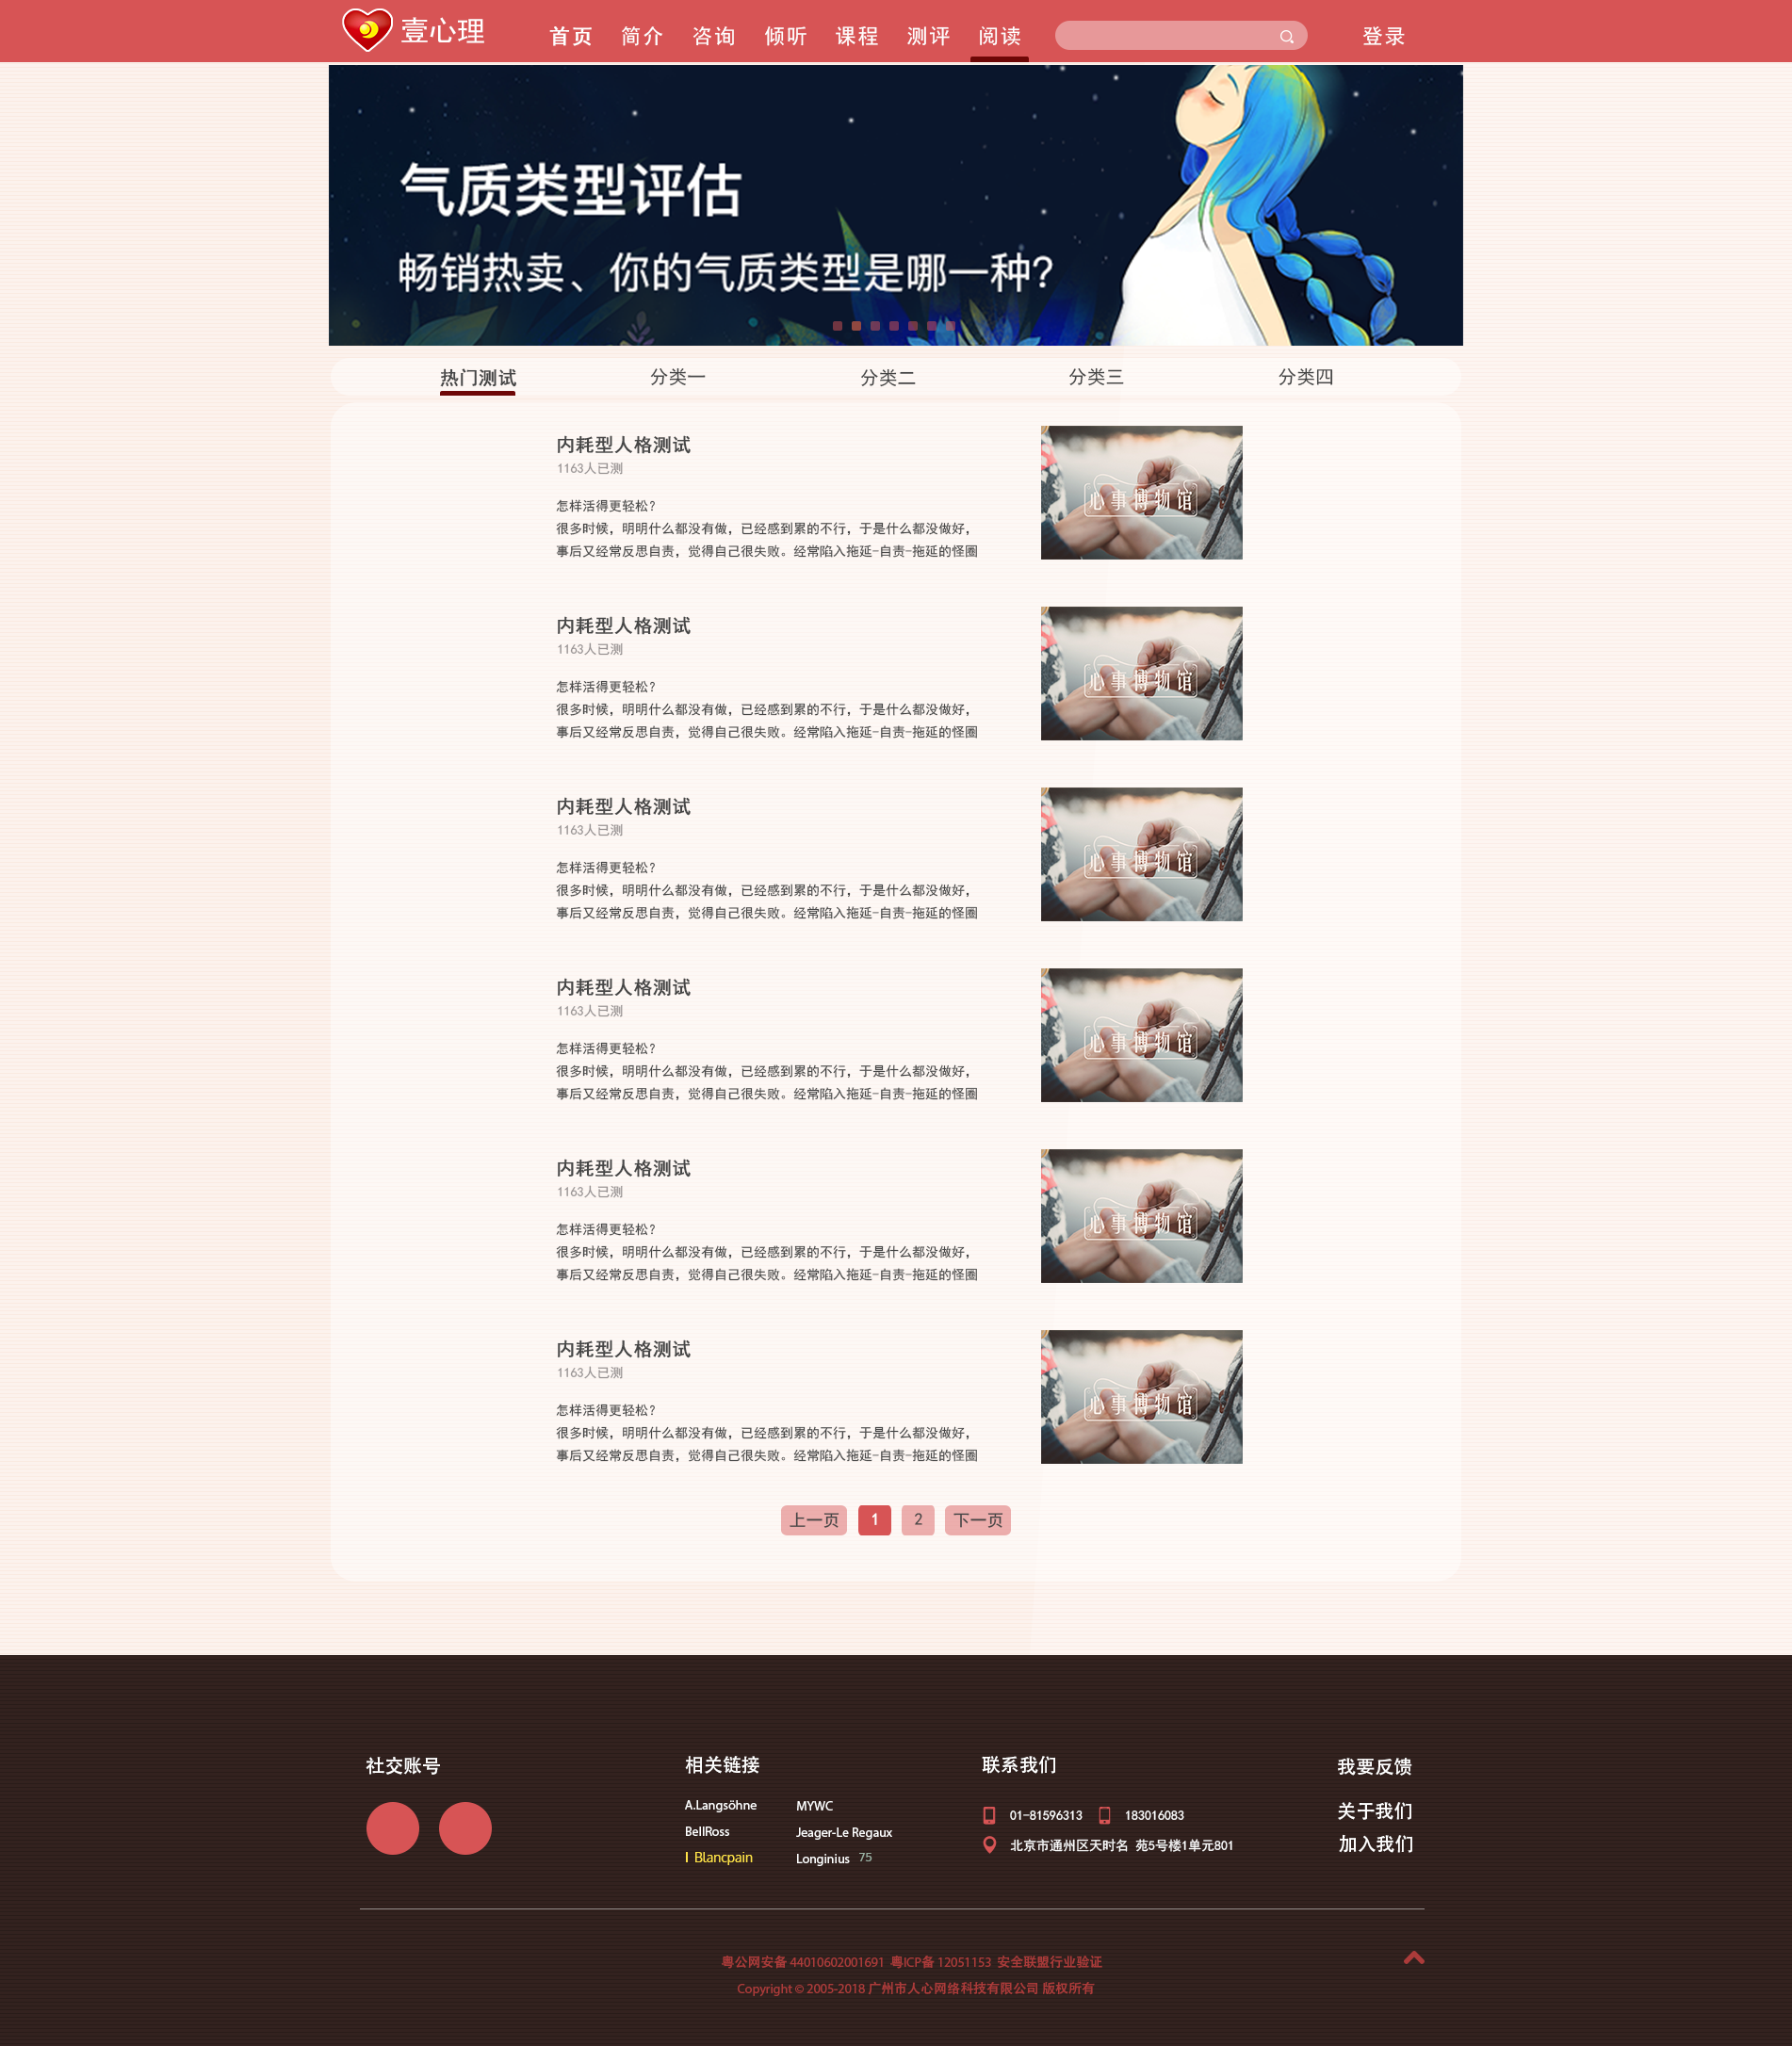 壹心理
首页 简介 咨询 倾听 课程 测评 阅读 登录
气质类型评估
畅销热卖、你的气质类型是哪一种?
热门测试 分类一 分类二 分类三 分类四
内耗型人格测试
1163人已测
怎样活得更轻松?
很多时候，明明什么都没有做，已经感到累的不行，于是什么都没做好，
事后又经常反思自责，觉得自己很失败。经常陷入拖延-自责-拖延的怪圈
心事博物馆
内耗型人格测试
1163人已测
怎样活得更轻松?
很多时候，明明什么都没有做，已经感到累的不行，于是什么都没做好，
事后又经常反思自责，觉得自己很失败。经常陷入拖延-自责-拖延的怪圈
心事博物馆
内耗型人格测试
1163人已测
怎样活得更轻松?
很多时候，明明什么都没有做，已经感到累的不行，于是什么都没做好，
事后又经常反思自责，觉得自己很失败。经常陷入拖延-自责-拖延的怪圈
心事博物馆
内耗型人格测试
1163人已测
怎样活得更轻松?
很多时候，明明什么都没有做，已经感到累的不行，于是什么都没做好，
事后又经常反思自责，觉得自己很失败。经常陷入拖延-自责-拖延的怪圈
心事博物馆
内耗型人格测试
1163人已测
怎样活得更轻松?
很多时候，明明什么都没有做，已经感到累的不行，于是什么都没做好，
事后又经常反思自责，觉得自己很失败。经常陷入拖延-自责-拖延的怪圈
心事博物馆
内耗型人格测试
1163人已测
怎样活得更轻松?
很多时候，明明什么都没有做，已经感到累的不行，于是什么都没做好，
事后又经常反思自责，觉得自己很失败。经常陷入拖延-自责-拖延的怪圈
心事博物馆
上一页 1 2 下一页
社交账号
相关链接
A.Langsöhne MYWC
BellRoss Jeager-Le Regaux
Blancpain Longinius 75
联系我们
01-81596313 183016083
北京市通州区天时名 苑5号楼1单元801
我要反馈
关于我们
加入我们
粤公网安备 44010602001691 粤ICP备 12051153 安全联盟行业验证
Copyright © 2005-2018 广州市人心网络科技有限公司 版权所有